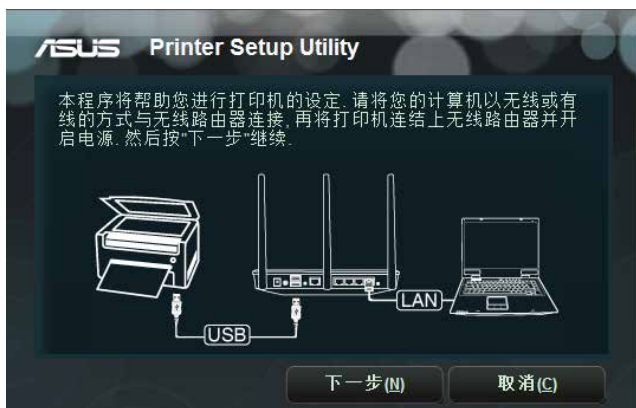 ASUS Printer Setup Utility
本程序将帮助您进行打印机的设定. 请将您的计算机以无线或有
线的方式与无线路由器连接, 再将打印机连结上无线路由器并开
启电源. 然后按"下一步"继续.
LAN
USB
下一步(N) 取消(C)